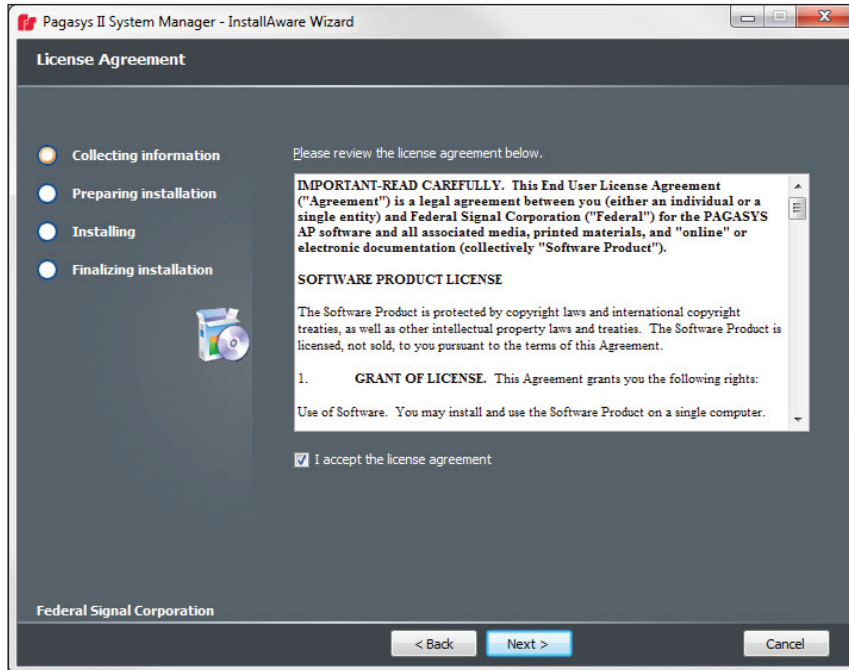 Pagasys II System Manager - InstallAware Wizard
License Agreement
Collecting information
Preparing installation
Installing
Finalizing installation
Please review the license agreement below.
IMPORTANT-READ CAREFULLY. This End User License Agreement
("Agreement") is a legal agreement between you (either an individual or a
single entity) and Federal Signal Corporation ("Federal") for the PAGASYS
AP software and all associated media, printed materials, and "online" or
electronic documentation (collectively "Software Product").
SOFTWARE PRODUCT LICENSE
The Software Product is protected by copyright laws and international copyright
treaties, as well as other intellectual property laws and treaties. The Software Product is
licensed, not sold, to you pursuant to the terms of this Agreement.
1. GRANT OF LICENSE. This Agreement grants you the following rights:
Use of Software. You may install and use the Software Product on a single computer.
I accept the license agreement
Federal Signal Corporation
< Back Next > Cancel